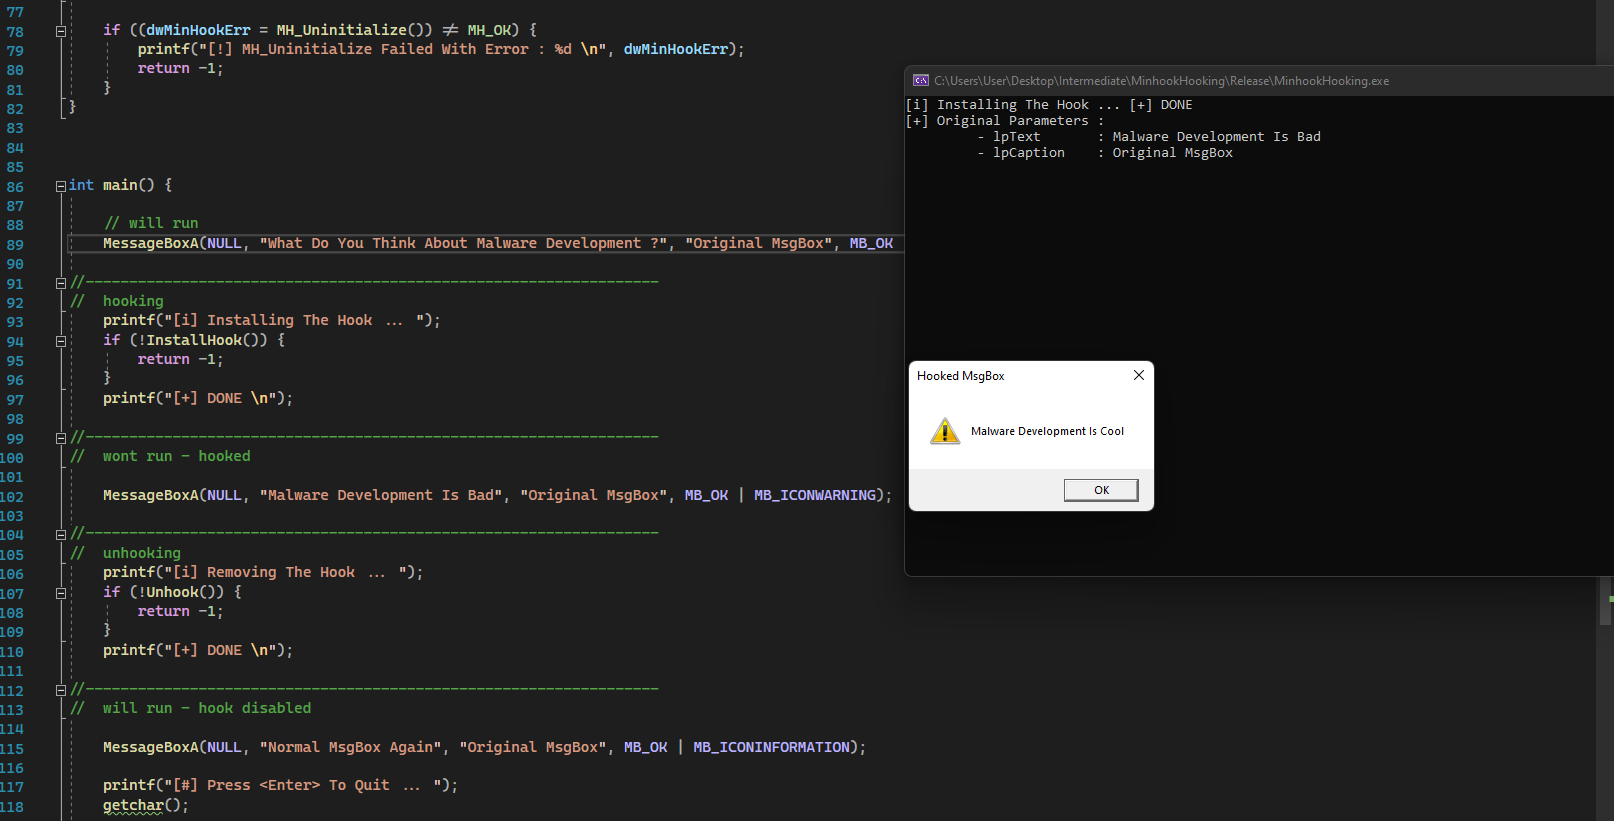 77
78 if ((dwMinHookErr = MH_Uninitialize()) ≠ MH_OK) {
79 printf("[!] MH_Uninitialize Failed With Error : %d \n", dwMinHookErr);
80 return -1;
81 }
82 }
83
84
85
86 int main() {
87
88 // will run
89 MessageBoxA(NULL, "What Do You Think About Malware Development ?", "Original MsgBox", MB_OK
90
91 //------------------------------------------------------------------
92 // hooking
93 printf("[i] Installing The Hook ... ");
94 if (!InstallHook()) {
95 return -1;
96 }
97 printf("[+] DONE \n");
98
99 //------------------------------------------------------------------
100 // wont run - hooked
101
102 MessageBoxA(NULL, "Malware Development Is Bad", "Original MsgBox", MB_OK | MB_ICONWARNING);
103
104 //------------------------------------------------------------------
105 // unhooking
106 printf("[i] Removing The Hook ... ");
107 if (!Unhook()) {
108 return -1;
109 }
110 printf("[+] DONE \n");
111
112 //------------------------------------------------------------------
113 // will run - hook disabled
114
115 MessageBoxA(NULL, "Normal MsgBox Again", "Original MsgBox", MB_OK | MB_ICONINFORMATION);
116
117 printf("[#] Press <Enter> To Quit ... ");
118 getchar();
C:\Users\User\Desktop\Intermediate\MinhookHooking\Release\MinhookHooking.exe
[i] Installing The Hook ... [+] DONE
[+] Original Parameters :
- lpText : Malware Development Is Bad
- lpCaption : Original MsgBox
Hooked MsgBox
Malware Development Is Cool
OK